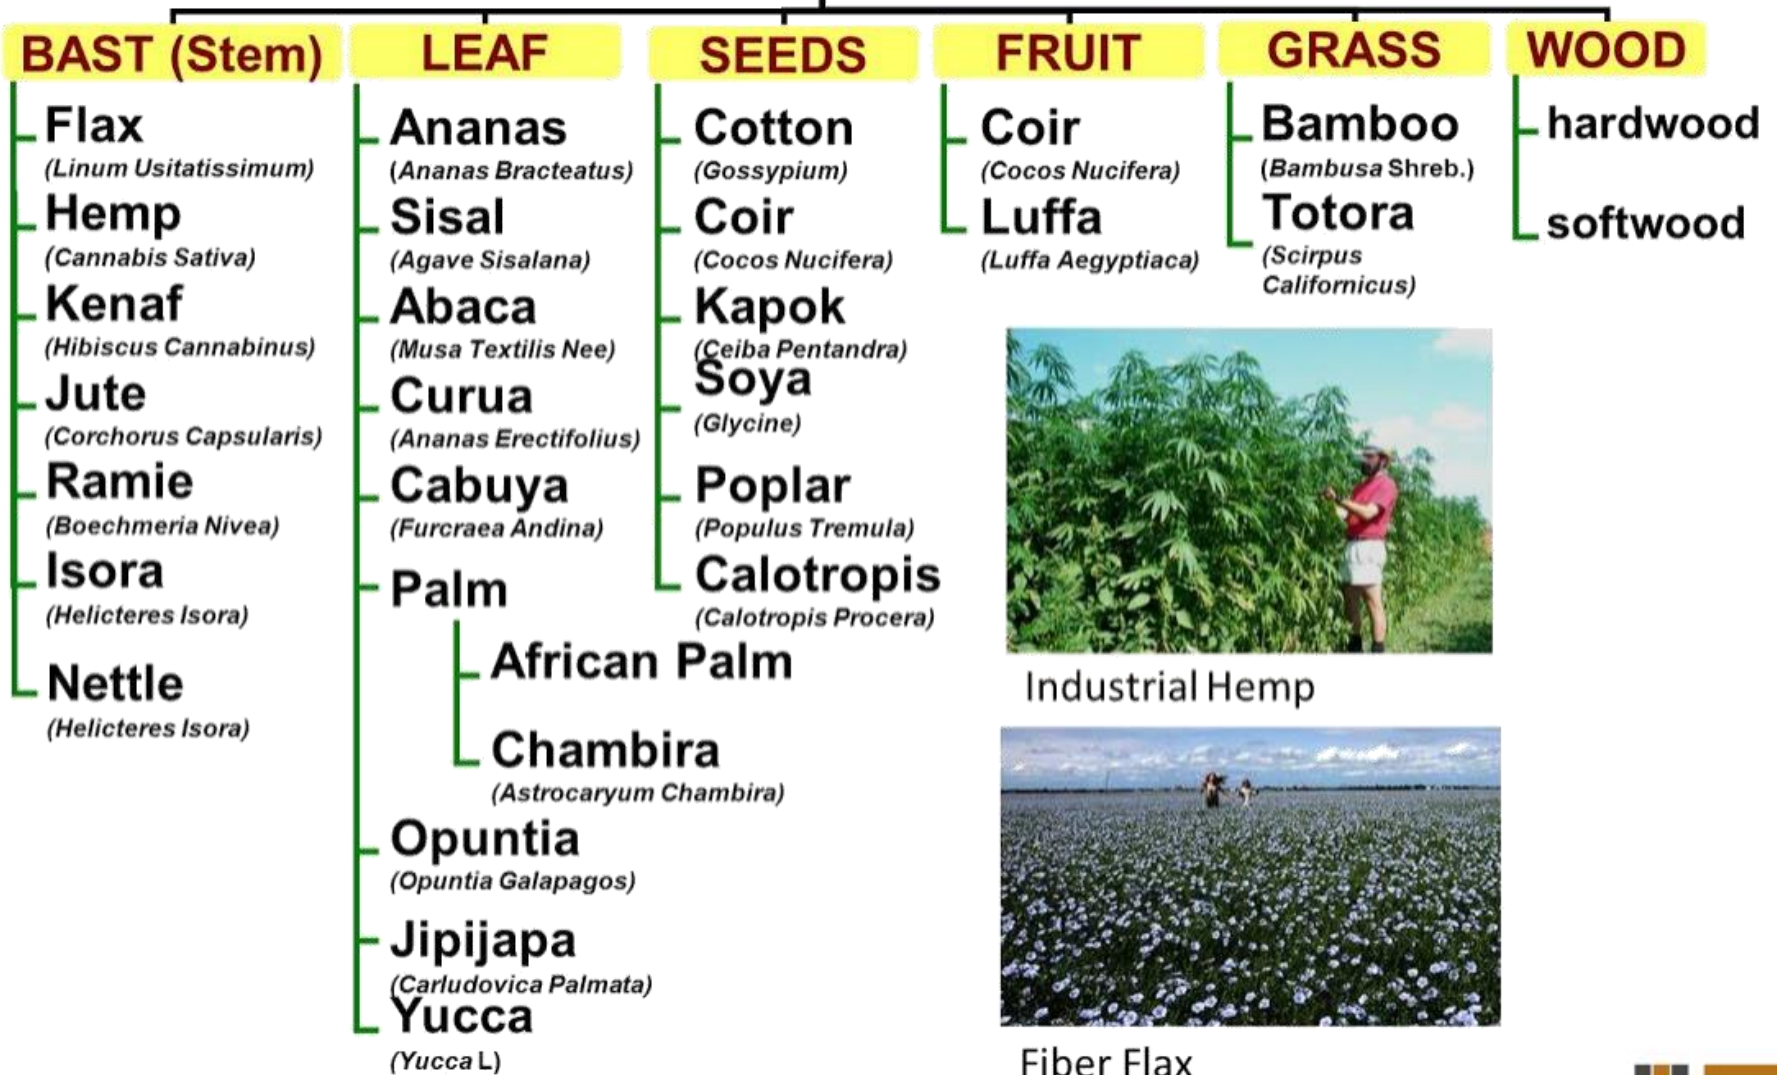 BAST (Stem)
Flax
(Linum Usitatissimum)
Hemp
(Cannabis Sativa)
Kenaf
(Hibiscus Cannabinus)
Jute
(Corchorus Capsularis)
Ramie
(Boechmeria Nivea)
Isora
(Helicteres Isora)
Nettle
(Helicteres Isora)
LEAF
Ananas
(Ananas Bracteatus)
Sisal
(Agave Sisalana)
Abaca
(Musa Textilis Nee)
Curua
(Ananas Erectifolius)
Cabuya
(Furcraea Andina)
Palm
African Palm
Chambira
(Astrocaryum Chambira)
Opuntia
(Opuntia Galapagos)
Jipijapa
(Carludovica Palmata)
Yucca
(Yucca L)
SEEDS
Cotton
(Gossypium)
Coir
(Cocos Nucifera)
Kapok
(Ceiba Pentandra)
Soya
(Glycine)
Poplar
(Populus Tremula)
Calotropis
(Calotropis Procera)
FRUIT
Coir
(Cocos Nucifera)
Luffa
(Luffa Aegyptiaca)
GRASS
Bamboo
(Bambusa Shreb.)
Totora
(Scirpus
Californicus)
WOOD
hardwood
softwood
Industrial Hemp
Fiber Flax